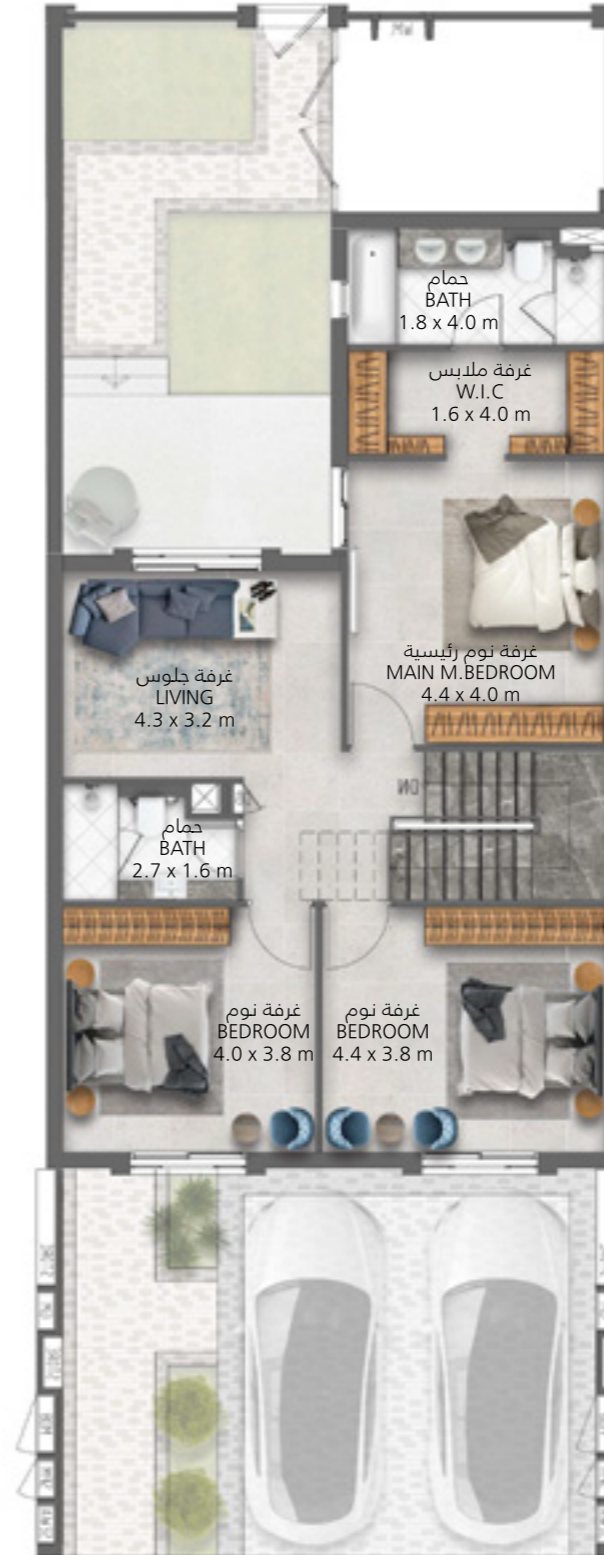 حمام
BATH
1.8 x 4.0 m
غرفة ملابس
W.I.C
1.6 x 4.0 m
غرفة نوم رئيسية
MAIN M.BEDROOM
4.4 x 4.0 m
غرفة جلوس
LIVING
4.3 x 3.2 m
DN
حمام
BATH
2.7 x 1.6 m
غرفة نوم
BEDROOM
4.0 x 3.8 m
غرفة نوم
BEDROOM
4.4 x 3.8 m